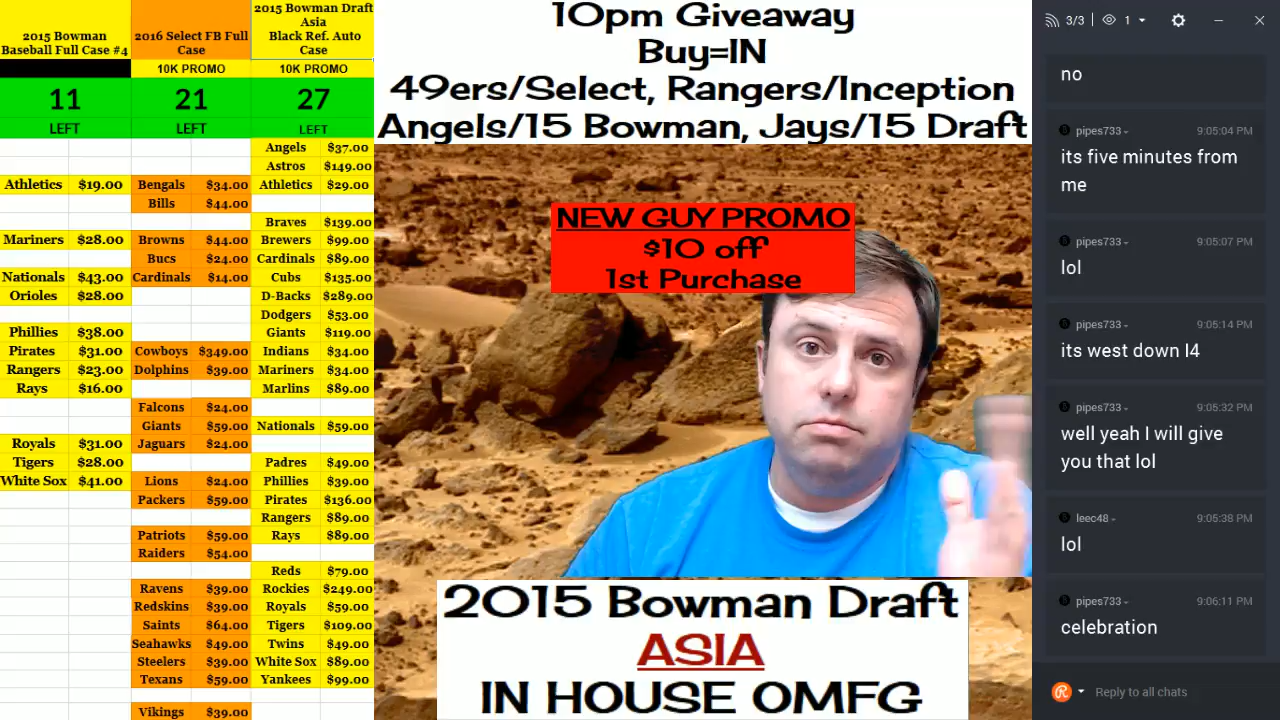 2015 Bowman
Baseball Full Case #4
11
LEFT
Athletics $19.00
Mariners $28.00
Nationals $43.00
Orioles $28.00
Phillies $38.00
Pirates $31.00
Rangers $23.00
Rays $16.00
Royals $31.00
Tigers $28.00
White Sox $41.00
2016 Select FB Full
Case
10K PROMO
21
LEFT
Bengals $34.00
Bills $44.00
Browns $44.00
Bucs $24.00
Cardinals $14.00
Cowboys $349.00
Dolphins $39.00
Falcons $24.00
Giants $59.00
Jaguars $24.00
Lions $24.00
Packers $59.00
Patriots $59.00
Raiders $54.00
Ravens $39.00
Redskins $39.00
Saints $64.00
Seahawks $49.00
Steelers $39.00
Texans $59.00
Vikings $39.00
2015 Bowman Draft
Asia
Black Ref. Auto
Case
10K PROMO
27
LEFT
Angels $37.00
Astros $149.00
Athletics $29.00
Braves $139.00
Brewers $99.00
Cardinals $89.00
Cubs $135.00
D-Backs $289.00
Dodgers $53.00
Giants $119.00
Indians $34.00
Mariners $34.00
Marlins $89.00
Nationals $59.00
Padres $49.00
Phillies $39.00
Pirates $136.00
Rangers $89.00
Rays $89.00
Reds $79.00
Rockies $249.00
Royals $59.00
Tigers $109.00
Twins $49.00
White Sox $89.00
Yankees $99.00
10pm Giveaway
Buy=IN
49ers/Select, Rangers/Inception
Angels/15 Bowman, Jays/15 Draft
NEW GUY PROMO
$10 off
1st Purchase
2015 Bowman Draft
ASIA
IN HOUSE OMFG
3/3 1
no
pipes733 9:05:04 PM
its five minutes from
me
pipes733 9:05:07 PM
lol
pipes733 9:05:14 PM
its west down I4
pipes733 9:05:32 PM
well yeah I will give
you that lol
leec48 9:05:38 PM
lol
pipes733 9:06:11 PM
celebration
Reply to all chats